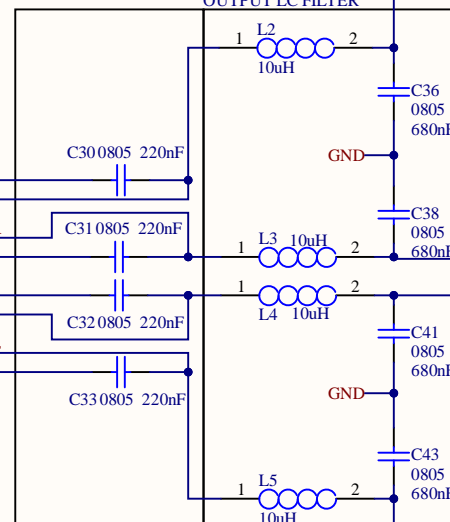 OUTPUT LC FILTER
L2
1 2
10uH
C36
0805
680nF
C30 0805 220nF
GND
C31 0805 220nF
C38
0805
680nF
L3 10uH
1 2
1 2
L4 10uH
C32 0805 220nF
C41
0805
680nF
C33 0805 220nF
GND
C43
0805
680nF
L5
1 2
10uH